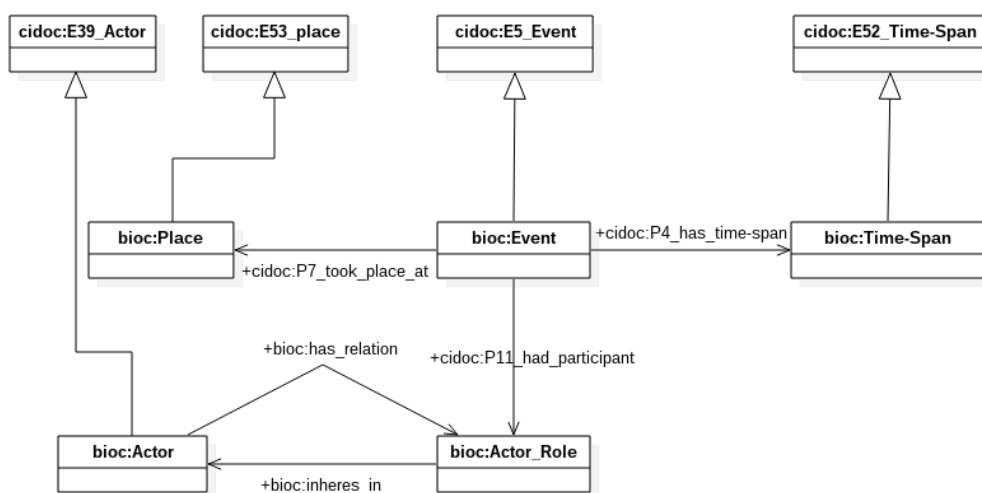 cidoc:E39_Actor
cidoc:E53_place
cidoc:E5_Event
cidoc:E52_Time-Span
bioc:Place
bioc:Event
+cidoc:P4_has_time-span
bioc:Time-Span
+cidoc:P7_took_place_at
+bioc:has_relation
+cidoc:P11_had_participant
bioc:Actor
bioc:Actor_Role
+bioc:inheres_in